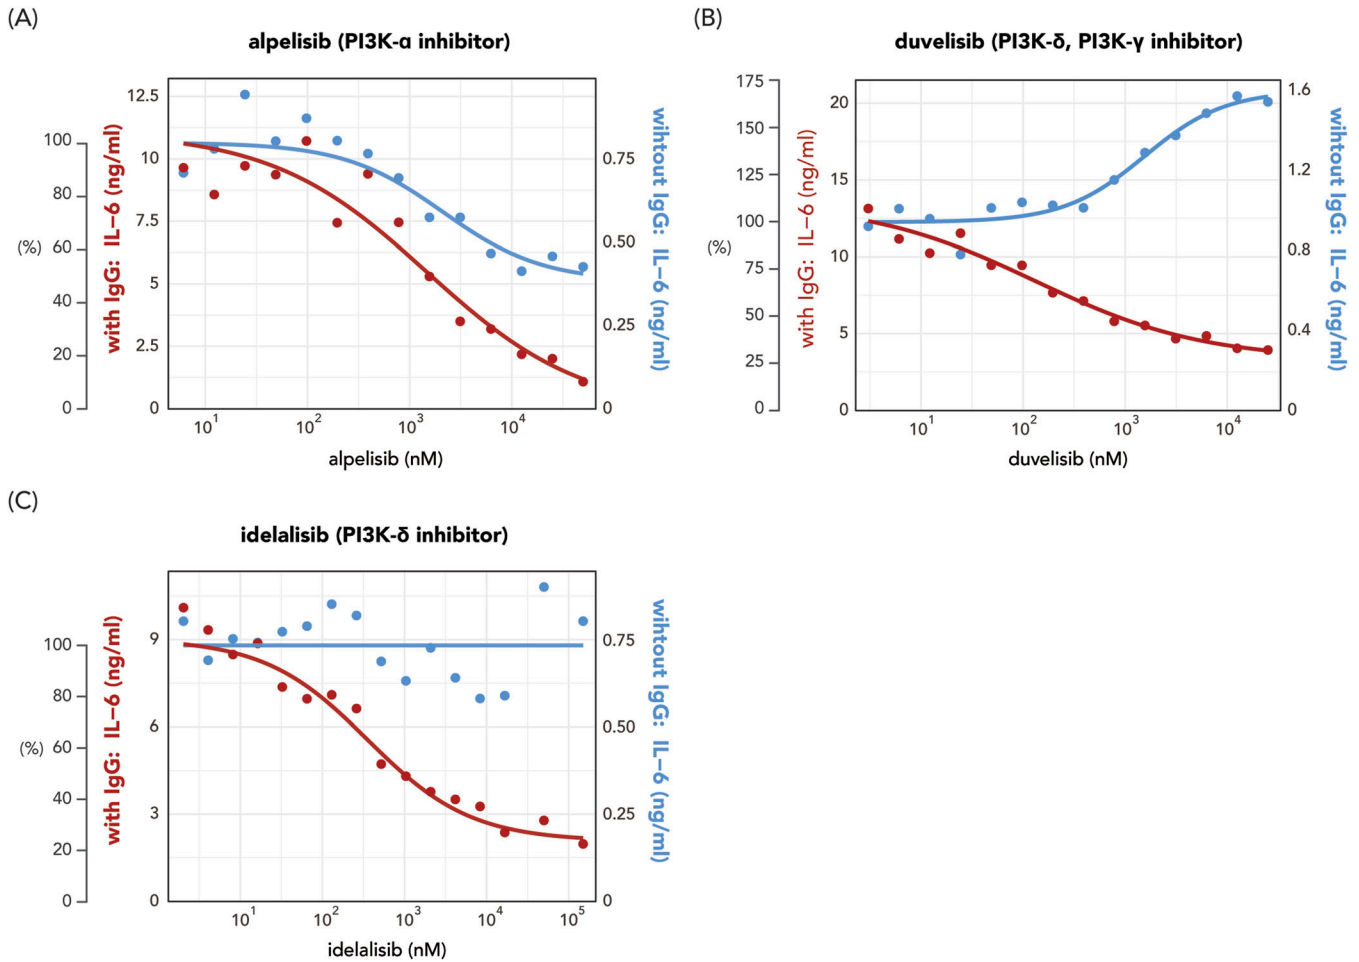 (A)
alpelisib (PI3K-α inhibitor)
(%)
100
80
60
40
20
0
with IgG: IL−6 (ng/ml)
12.5
10
7.5
5
2.5
0
0.75
0.50
0.25
0
wihtout IgG: IL−6 (ng/ml)
10¹ 10² 10³ 10⁴
alpelisib (nM)
(B)
duvelisib (PI3K-δ, PI3K-γ inhibitor)
(%)
175
150
125
100
75
50
25
0
with IgG: IL−6 (ng/ml)
20
15
10
5
0
1.6
1.2
0.8
0.4
0
wihtout IgG: IL−6 (ng/ml)
10¹ 10² 10³ 10⁴
duvelisib (nM)
(C)
idelalisib (PI3K-δ inhibitor)
(%)
100
80
60
40
20
0
with IgG: IL−6 (ng/ml)
9
6
3
0
0.75
0.50
0.25
0
wihtout IgG: IL−6 (ng/ml)
10¹ 10² 10³ 10⁴ 10⁵
idelalisib (nM)